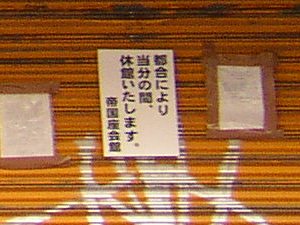 都合により
当分の間、
休館いたします。
帝国座会館